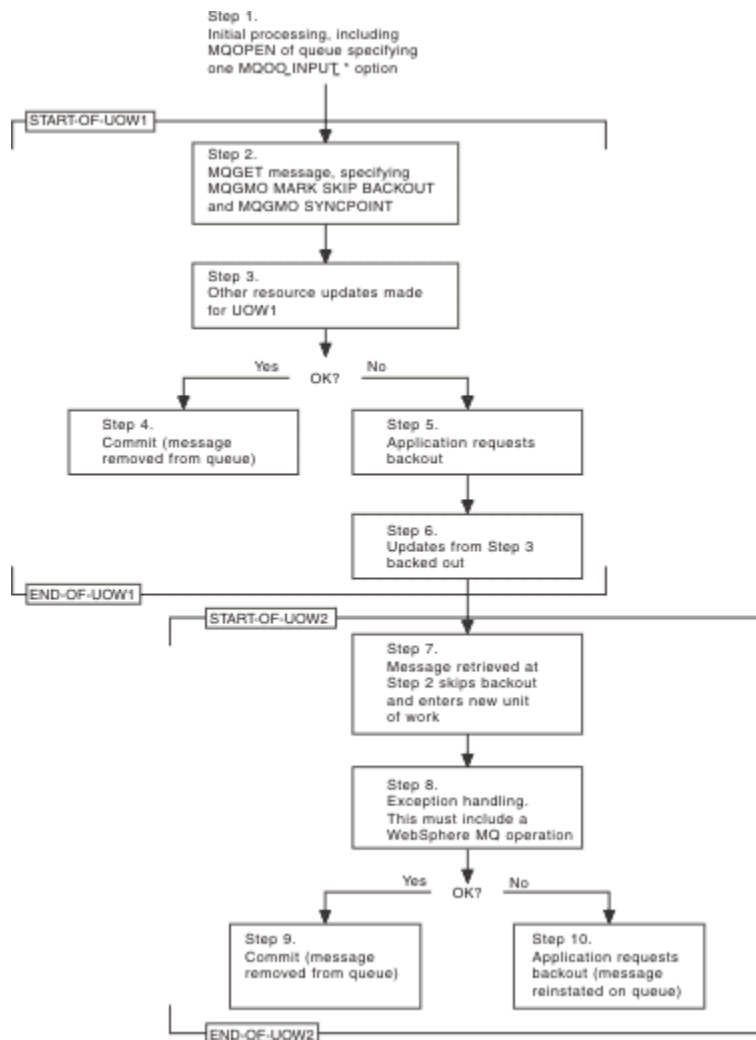 Step 1.
Initial processing, including
MQOPEN of queue specifying
one MQOO_INPUT_* option
START-OF-UOW1
Step 2.
MQGET message, specifying
MQGMO MARK SKIP BACKOUT
and MQGMO SYNCPOINT
Step 3.
Other resource updates made
for UOW1
Yes
OK?
No
Step 4.
Commit (message
removed from queue)
Step 5.
Application requests
backout
Step 6.
Updates from Step 3
backed out
END-OF-UOW1
START-OF-UOW2
Step 7.
Message retrieved at
Step 2 skips backout
and enters new unit
of work
Step 8.
Exception handling.
This must include a
WebSphere MQ operation
Yes
OK?
No
Step 9.
Commit (message
removed from queue)
Step 10.
Application requests
backout (message
reinstated on queue)
END-OF-UOW2